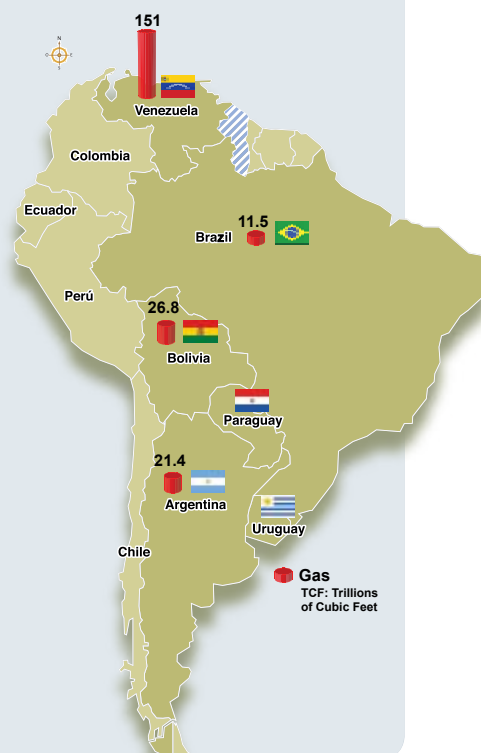 151
N
O
E
S
Venezuela
Colombia
Ecuador
11.5
Brazil
Perú
26.8
Bolivia
Paraguay
21.4
Argentina
Uruguay
Chile
Gas
TCF: Trillions
of Cubic Feet